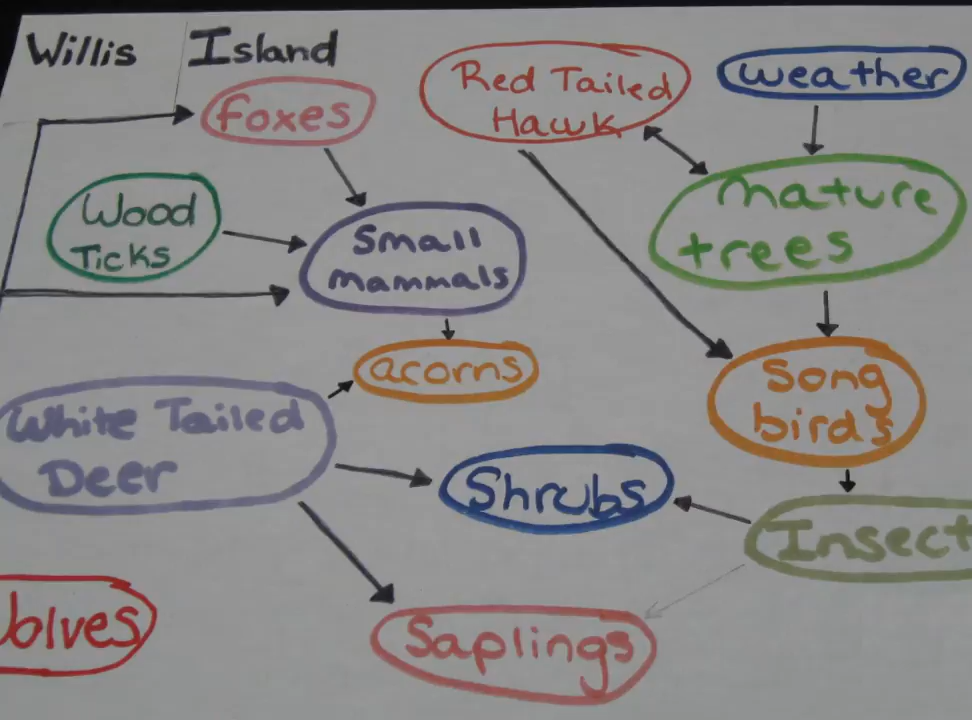 Willis Island
foxes
Red Tailed
Hawk
weather
Wood
Ticks
Small
mammals
mature
trees
acorns
Song
birds
White Tailed
Deer
Shrubs
Insect
olves
Saplings